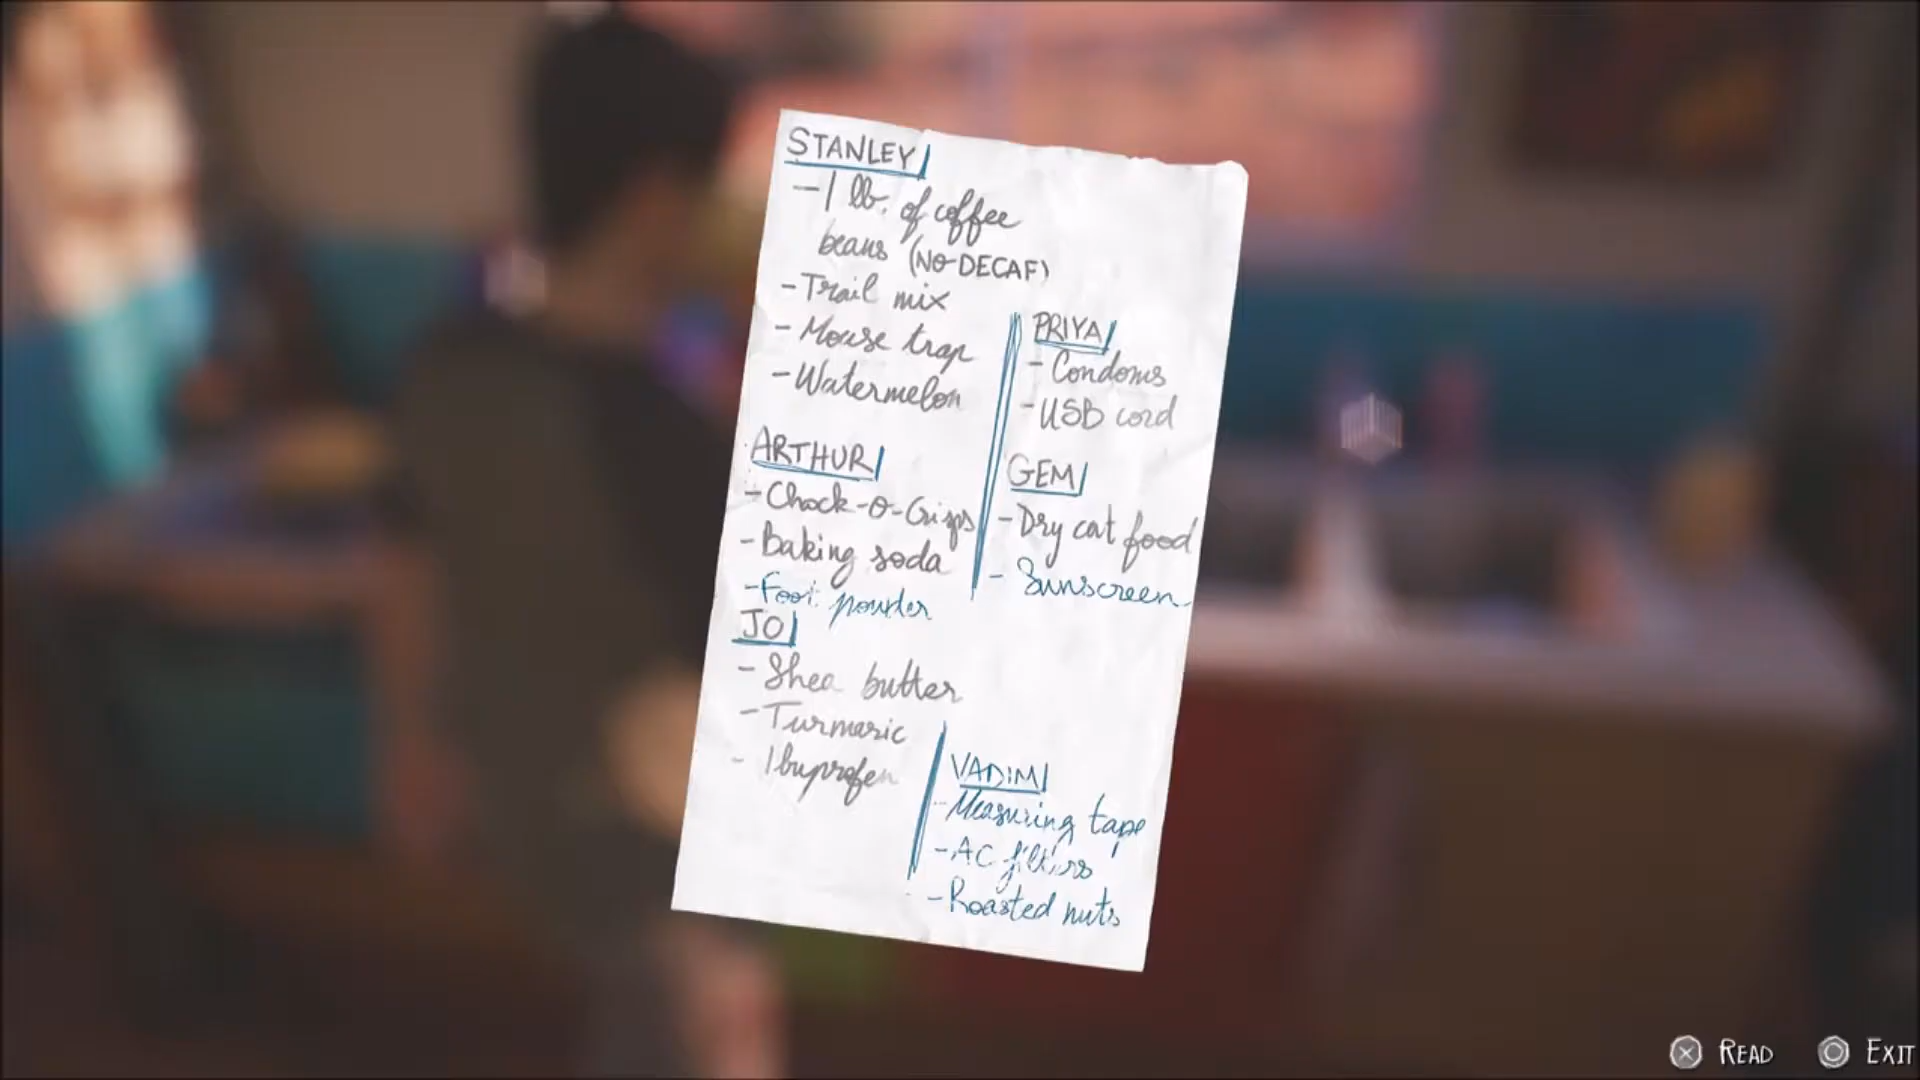 STANLEY
- 1 lb. of coffee
beans (NO DECAF)
- Trail mix
- Mouse trap
- Watermelon
ARTHUR
- Chock-O-Crisps
- Baking soda
- Foot powder
JO
- Shea butter
- Turmeric
- Ibuprofen
PRIYA
- Condoms
- USB cord
GEM
- Dry cat food
- Sunscreen
VADIM
- Measuring tape
- AC filters
- Roasted nuts
READ
EXIT